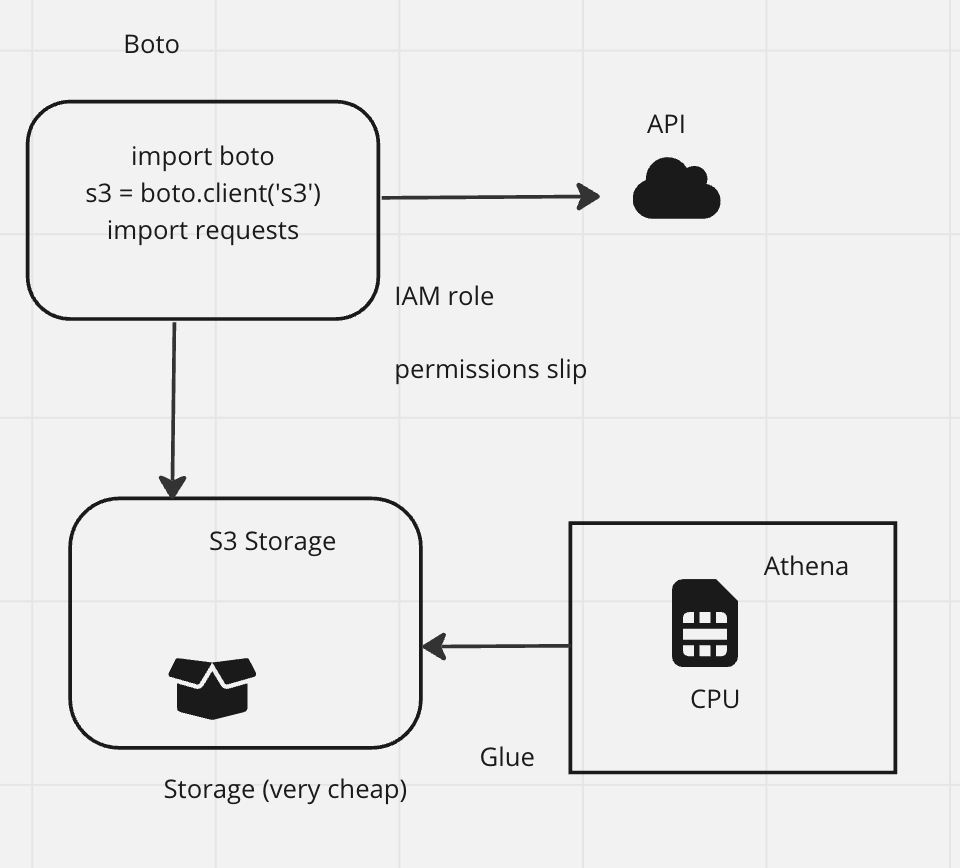 Boto
import boto
s3 = boto.client('s3')
import requests
API
IAM role
permissions slip
S3 Storage
Storage (very cheap)
Glue
Athena
CPU